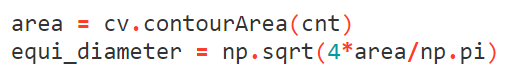 area = cv.contourArea(cnt)
equi_diameter = np.sqrt(4*area/np.pi)